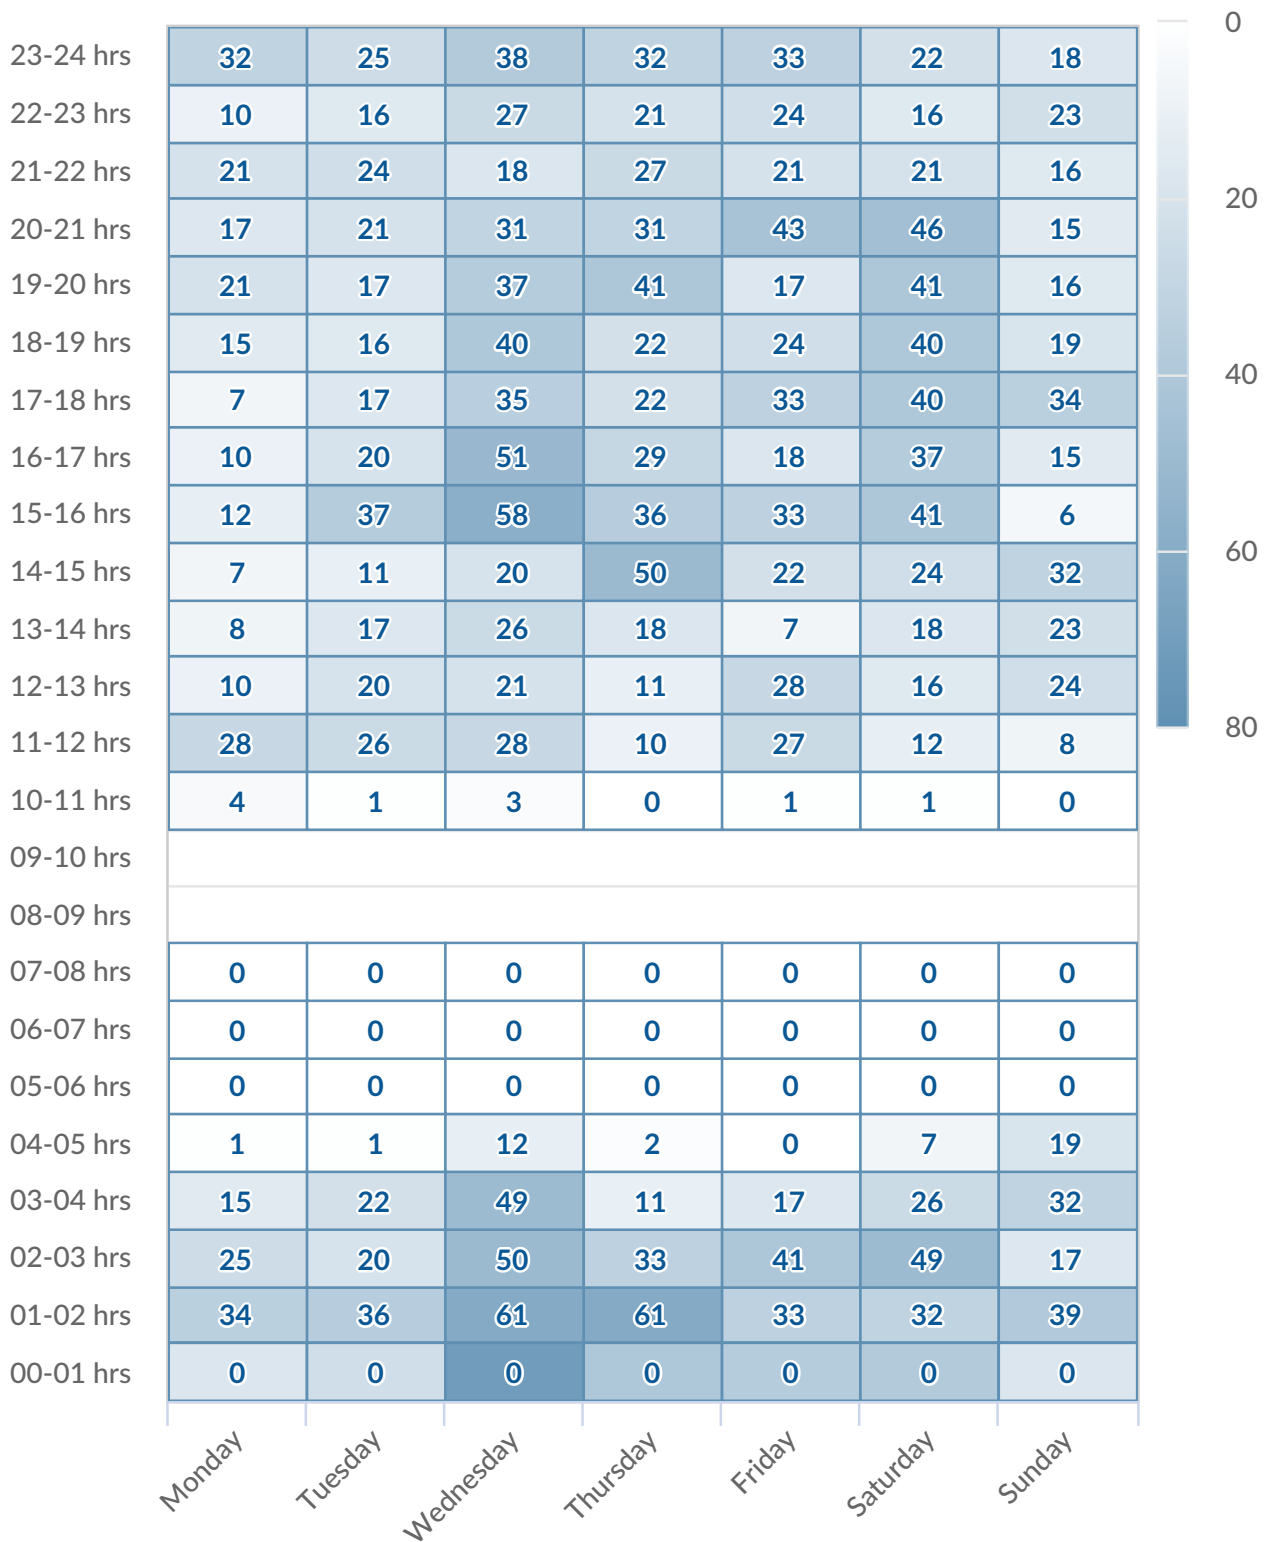 0
23-24 hrs 32 25 38 32 33 22 18
22-23 hrs 10 16 27 21 24 16 23
21-22 hrs 21 24 18 27 21 21 16
20
20-21 hrs 17 21 31 31 43 46 15
19-20 hrs 21 17 37 41 17 41 16
18-19 hrs 15 16 40 22 24 40 19
40
17-18 hrs 7 17 35 22 33 40 34
16-17 hrs 10 20 51 29 18 37 15
15-16 hrs 12 37 58 36 33 41 6
60
14-15 hrs 7 11 20 50 22 24 32
13-14 hrs 8 17 26 18 7 18 23
12-13 hrs 10 20 21 11 28 16 24
80
11-12 hrs 28 26 28 10 27 12 8
10-11 hrs 4 1 3 0 1 1 0
09-10 hrs
08-09 hrs
07-08 hrs 0 0 0 0 0 0 0
06-07 hrs 0 0 0 0 0 0 0
05-06 hrs 0 0 0 0 0 0 0
04-05 hrs 1 1 12 2 0 7 19
03-04 hrs 15 22 49 11 17 26 32
02-03 hrs 25 20 50 33 41 49 17
01-02 hrs 34 36 61 61 33 32 39
00-01 hrs 0 0 0 0 0 0 0
Monday Tuesday Wednesday Thursday Friday Saturday Sunday